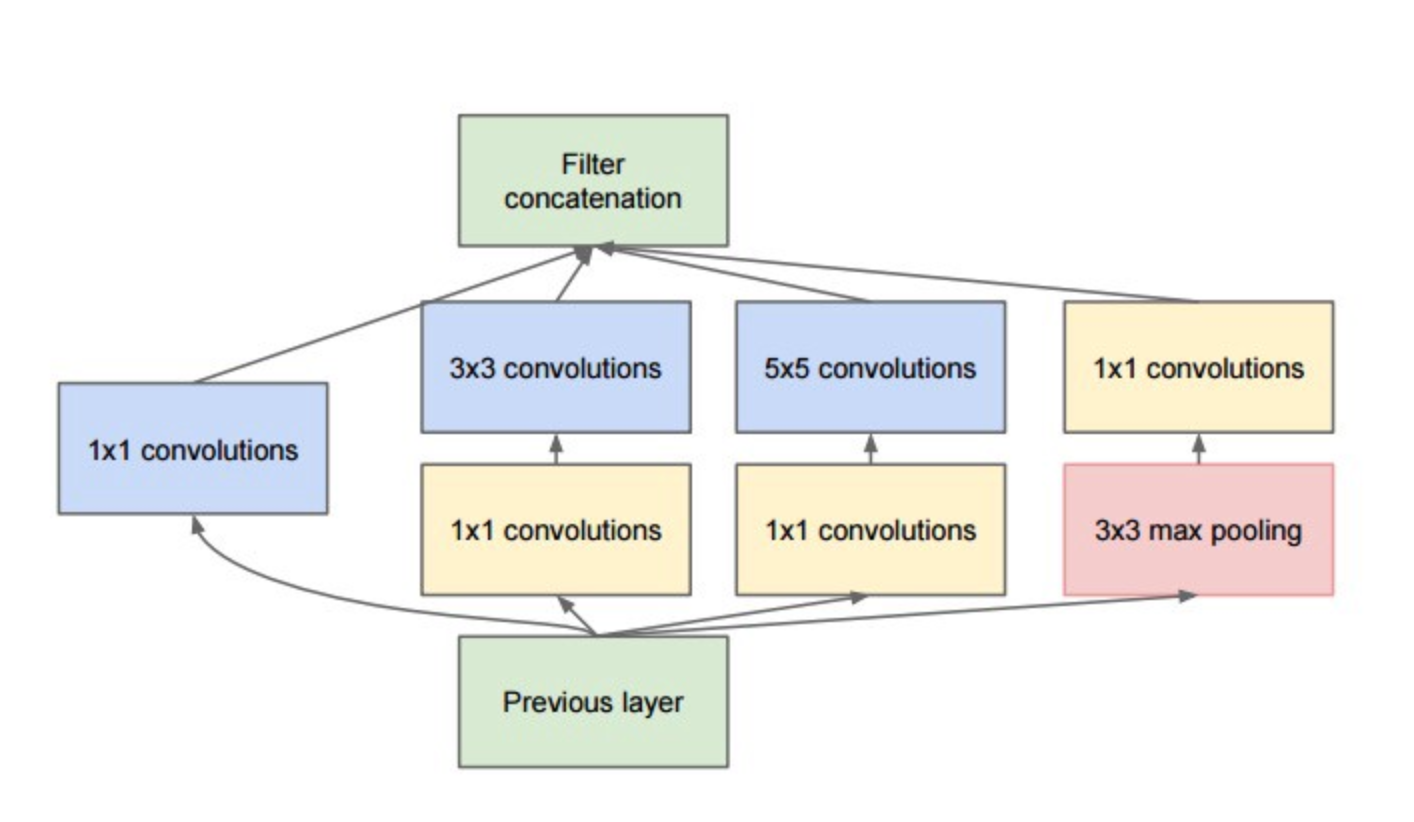 Filter
concatenation
3x3 convolutions
5x5 convolutions
1x1 convolutions
1x1 convolutions
1x1 convolutions
1x1 convolutions
3x3 max pooling
Previous layer